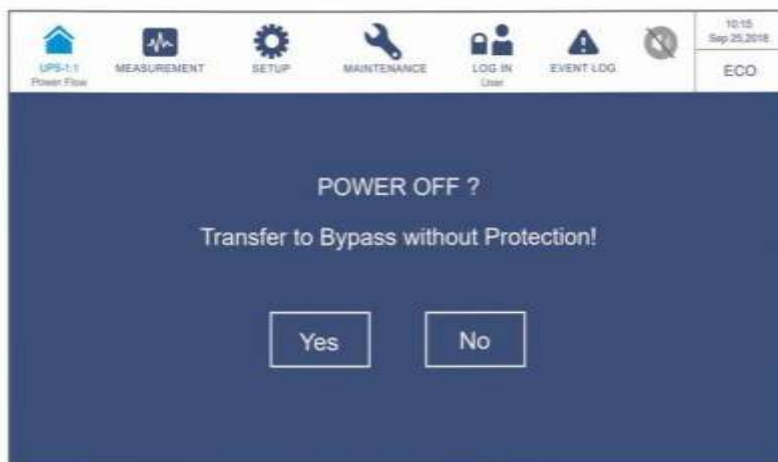 UPS-1:1
Power Flow
MEASUREMENT
SETUP
MAINTENANCE
LOG IN
User
EVENT LOG
10:15
Sep 25,2018
ECO
POWER OFF ?
Transfer to Bypass without Protection!
Yes
No